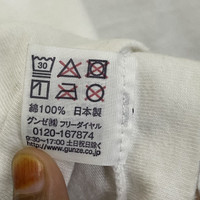 30
綿100% 日本製
グンゼ(株) フリーダイヤル
0120-167874
9:30~17:00 土日祝日除く
http://www.gunze.co.